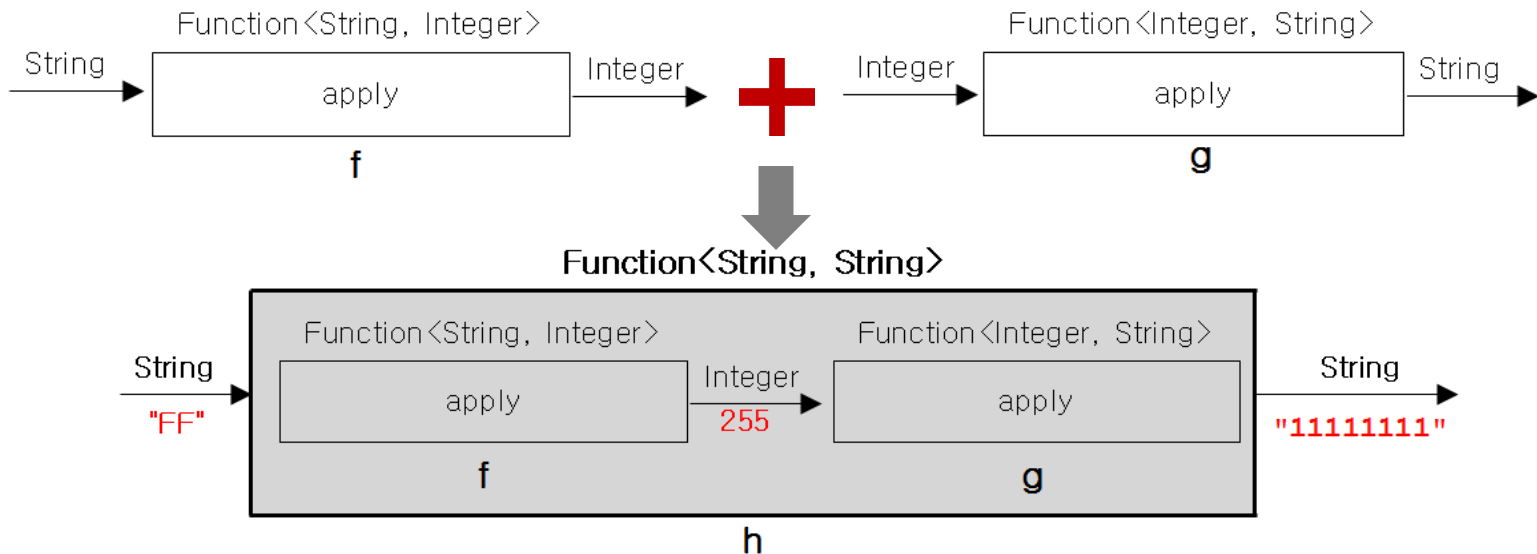 Function<String, Integer>
Function<Integer, String>
String
apply
Integer
Integer
apply
String
f
g
Function<String, String>
Function<String, Integer>
Function<Integer, String>
String
apply
Integer
apply
String
"FF"
255
"11111111"
f
g
h